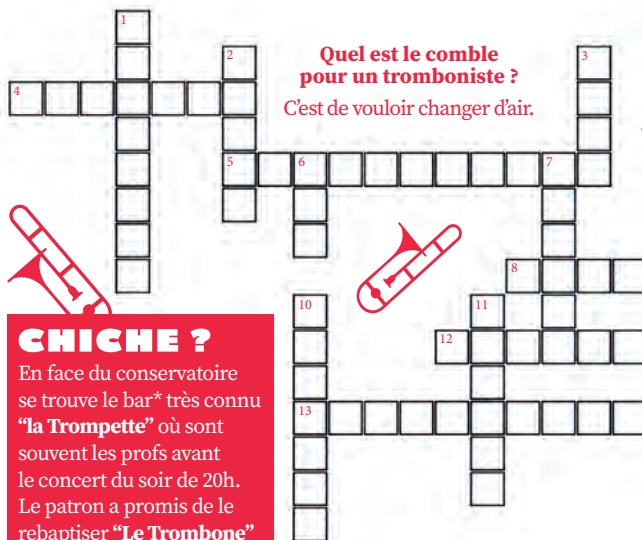 1
2
3
Quel est le comble
pour un tromboniste ?
C’est de vouloir changer d’air.
4
5
6
7
8
10
11
12
13
CHICHE ?
En face du conservatoire
se trouve le bar* très connu
“la Trompette” où sont
souvent les profs avant
le concert du soir de 20h.
Le patron a promis de le
rebaptiser “Le Trombone”